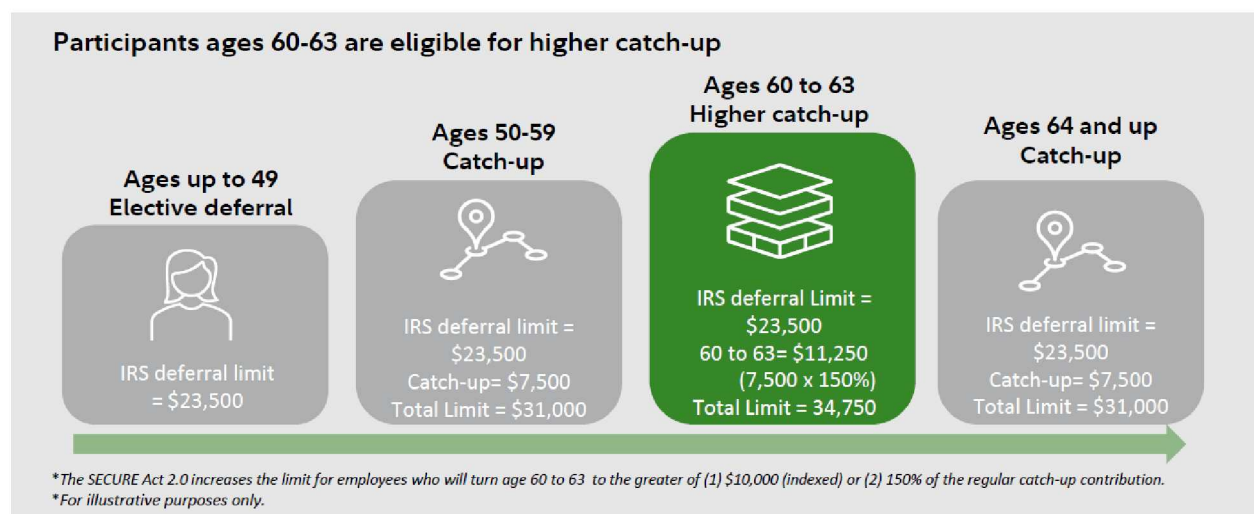 Participants ages 60-63 are eligible for higher catch-up
Ages up to 49
Elective deferral
IRS deferral limit
= $23,500
Ages 50-59
Catch-up
IRS deferral limit =
$23,500
Catch-up= $7,500
Total Limit = $31,000
Ages 60 to 63
Higher catch-up
IRS deferral Limit =
$23,500
60 to 63= $11,250
(7,500 x 150%)
Total Limit = 34,750
Ages 64 and up
Catch-up
IRS deferral limit =
$23,500
Catch-up= $7,500
Total Limit = $31,000
*The SECURE Act 2.0 increases the limit for employees who will turn age 60 to 63 to the greater of (1) $10,000 (indexed) or (2) 150% of the regular catch-up contribution.
*For illustrative purposes only.